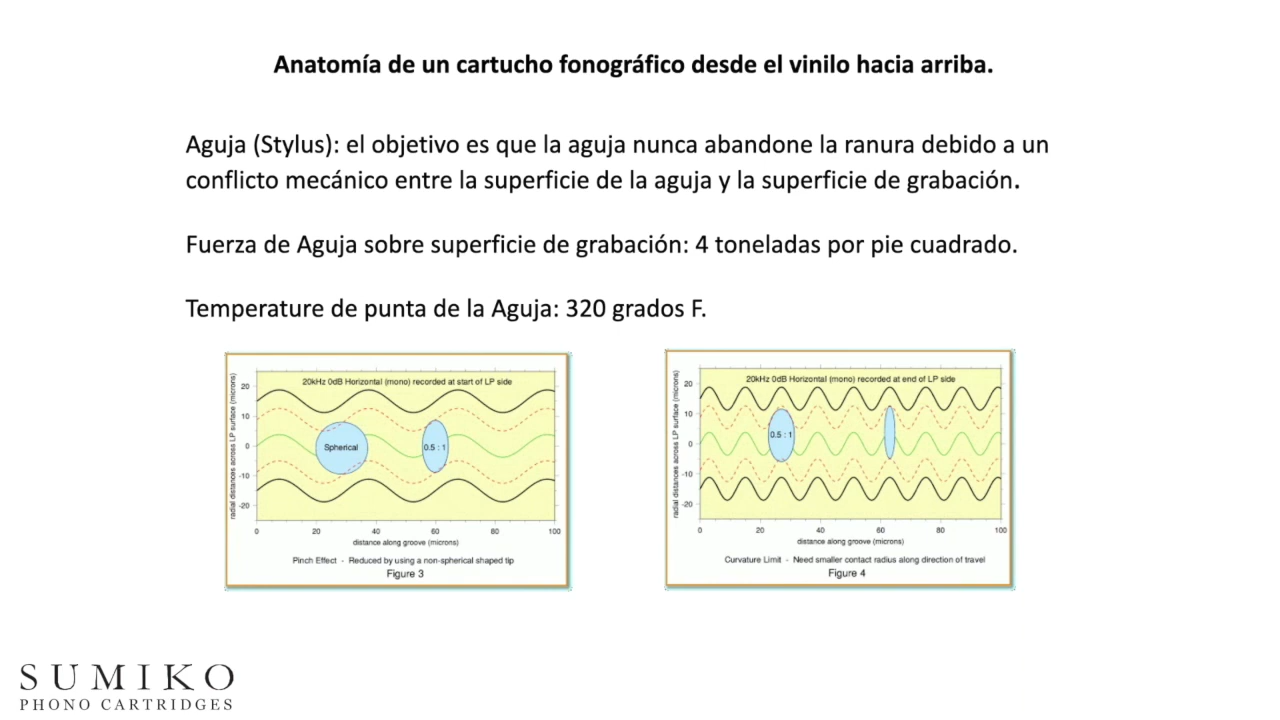 Anatomía de un cartucho fonográfico desde el vinilo hacia arriba.
Aguja (Stylus): el objetivo es que la aguja nunca abandone la ranura debido a un
conflicto mecánico entre la superficie de la aguja y la superficie de grabación.
Fuerza de Aguja sobre superficie de grabación: 4 toneladas por pie cuadrado.
Temperature de punta de la Aguja: 320 grados F.
20kHz 0dB Horizontal (mono) recorded at start of LP side
radial distances across LP surface (microns)
20
10
0
-10
-20
Spherical
0.5 : 1
0 20 40 60 80 100
distance along groove (microns)
Pinch Effect - Reduced by using a non-spherical shaped tip
Figure 3
20kHz 0dB Horizontal (mono) recorded at end of LP side
radial distances across LP surface (microns)
20
10
0
-10
-20
0.5 : 1
0 20 40 60 80 100
distance along groove (microns)
Curvature Limit - Need smaller contact radius along direction of travel
Figure 4
SUMIKO
PHONO CARTRIDGES